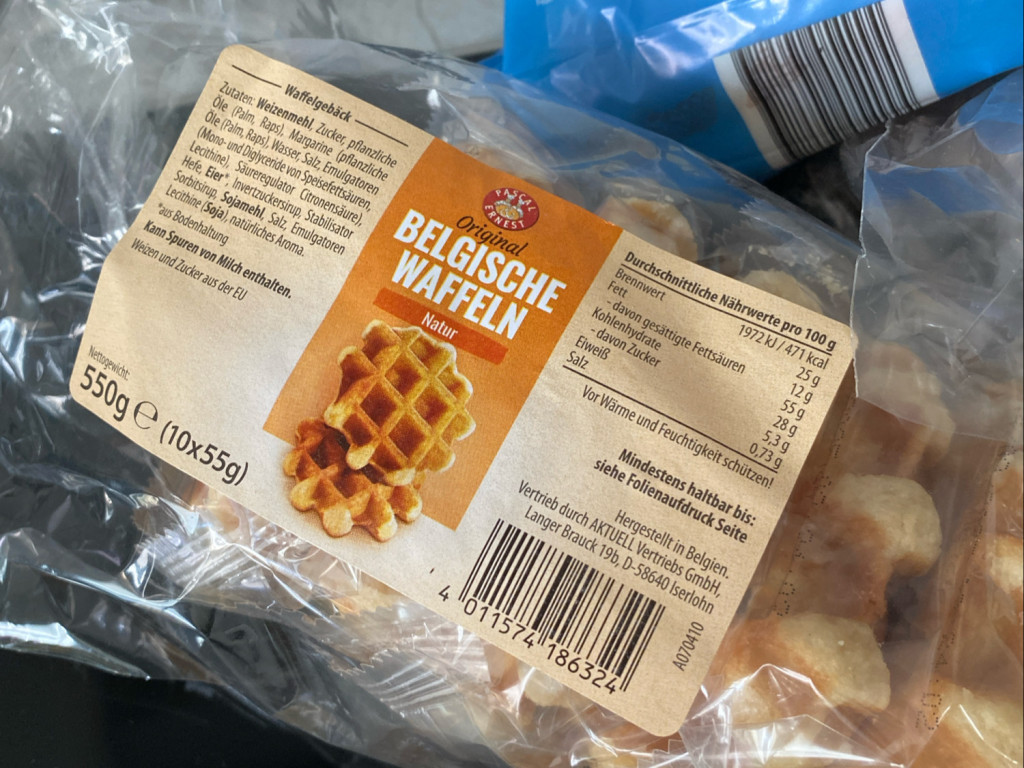 Waffelgebäck
Zutaten: Weizenmehl, Zucker, pflanzliche
Öle (Palm, Raps), Margarine (pflanzliche
Öle (Palm, Raps), Wasser, Salz, Emulgatoren
(Mono- und Diglyceride von Speisefettsäuren,
Lecithine), Säureregulator Citronensäure),
Hefe, Eier*, Invertzuckersirup, Stabilisator
Sorbitsirup, Sojamehl, Salz, Emulgatoren
Lecithine (Soja), natürliches Aroma.
*aus Bodenhaltung
Kann Spuren von Milch enthalten.
Weizen und Zucker aus der EU
Nettogewicht:
550g ℮ (10x55g)
PASCAL
ERNEST
Original
BELGISCHE
WAFFELN
Natur
Durchschnittliche Nährwerte pro 100 g
Brennwert 1972 kJ / 471 kcal
Fett 25 g
- davon gesättigte Fettsäuren 12 g
Kohlenhydrate 55 g
- davon Zucker 28 g
Eiweiß 5,3 g
Salz 0,73 g
Vor Wärme und Feuchtigkeit schützen!
Mindestens haltbar bis:
siehe Folienaufdruck Seite
Hergestellt in Belgien.
Vertrieb durch AKTUELL Vertriebs GmbH,
Langer Brauck 19b, D-58640 Iserlohn
4 011574 186324
A070410